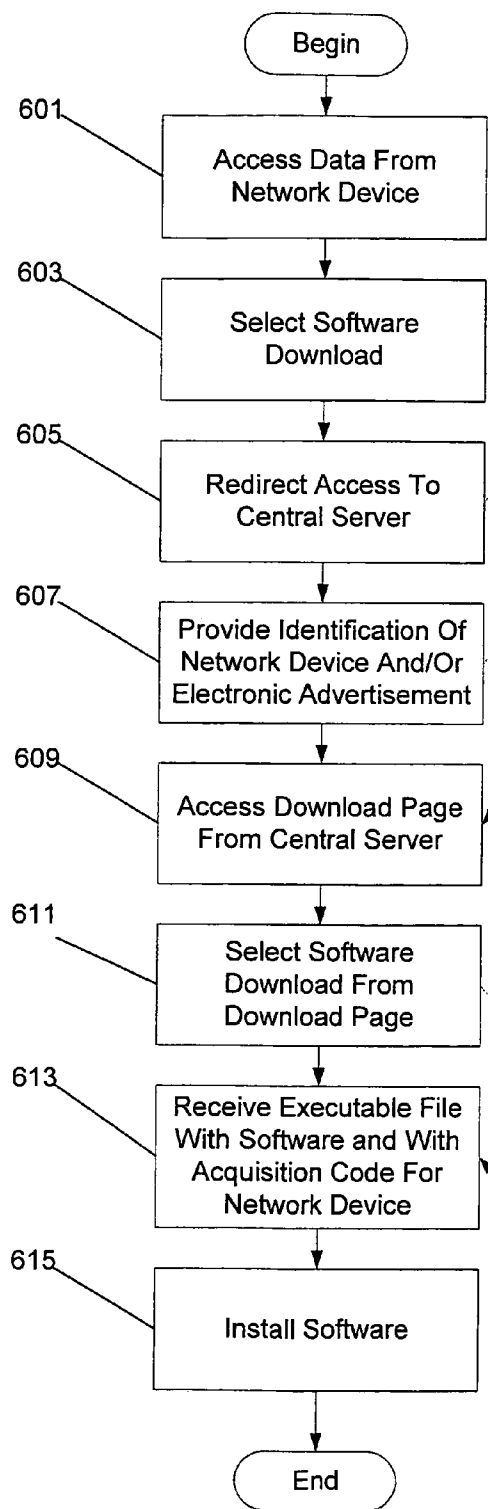 Begin
601
Access Data From
Network Device
603
Select Software
Download
605
Redirect Access To
Central Server
607
Provide Identification Of
Network Device And/Or
Electronic Advertisement
609
Access Download Page
From Central Server
611
Select Software
Download From
Download Page
613
Receive Executable File
With Software and With
Acquisition Code For
Network Device
615
Install Software
End